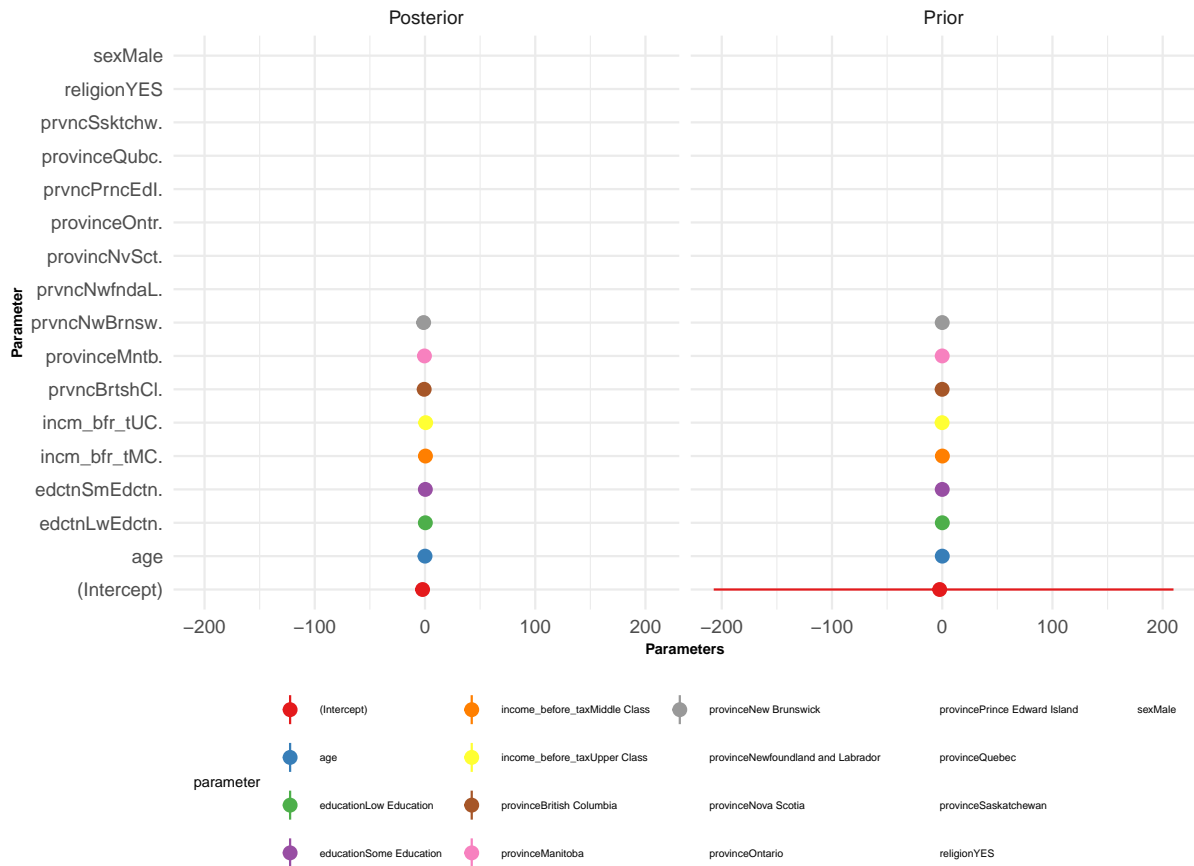 Posterior
Prior
sexMale
religionYES
prvncSsktchw.
provinceQubc.
prvncPrncEdI.
provinceOntr.
provincNvSct.
prvncNwfndaL.
prvncNwBrnsw.
provinceMntb.
prvncBrtshCl.
incm_bfr_tUC.
incm_bfr_tMC.
edctnSmEdctn.
edctnLwEdctn.
age
(Intercept)
Parameter
−200 −100 0 100 200
−200 −100 0 100 200
Parameters
parameter
(Intercept)
age
educationLow Education
educationSome Education
income_before_taxMiddle Class
income_before_taxUpper Class
provinceBritish Columbia
provinceManitoba
provinceNew Brunswick
provinceNewfoundland and Labrador
provinceNova Scotia
provinceOntario
provincePrince Edward Island
provinceQuebec
provinceSaskatchewan
religionYES
sexMale